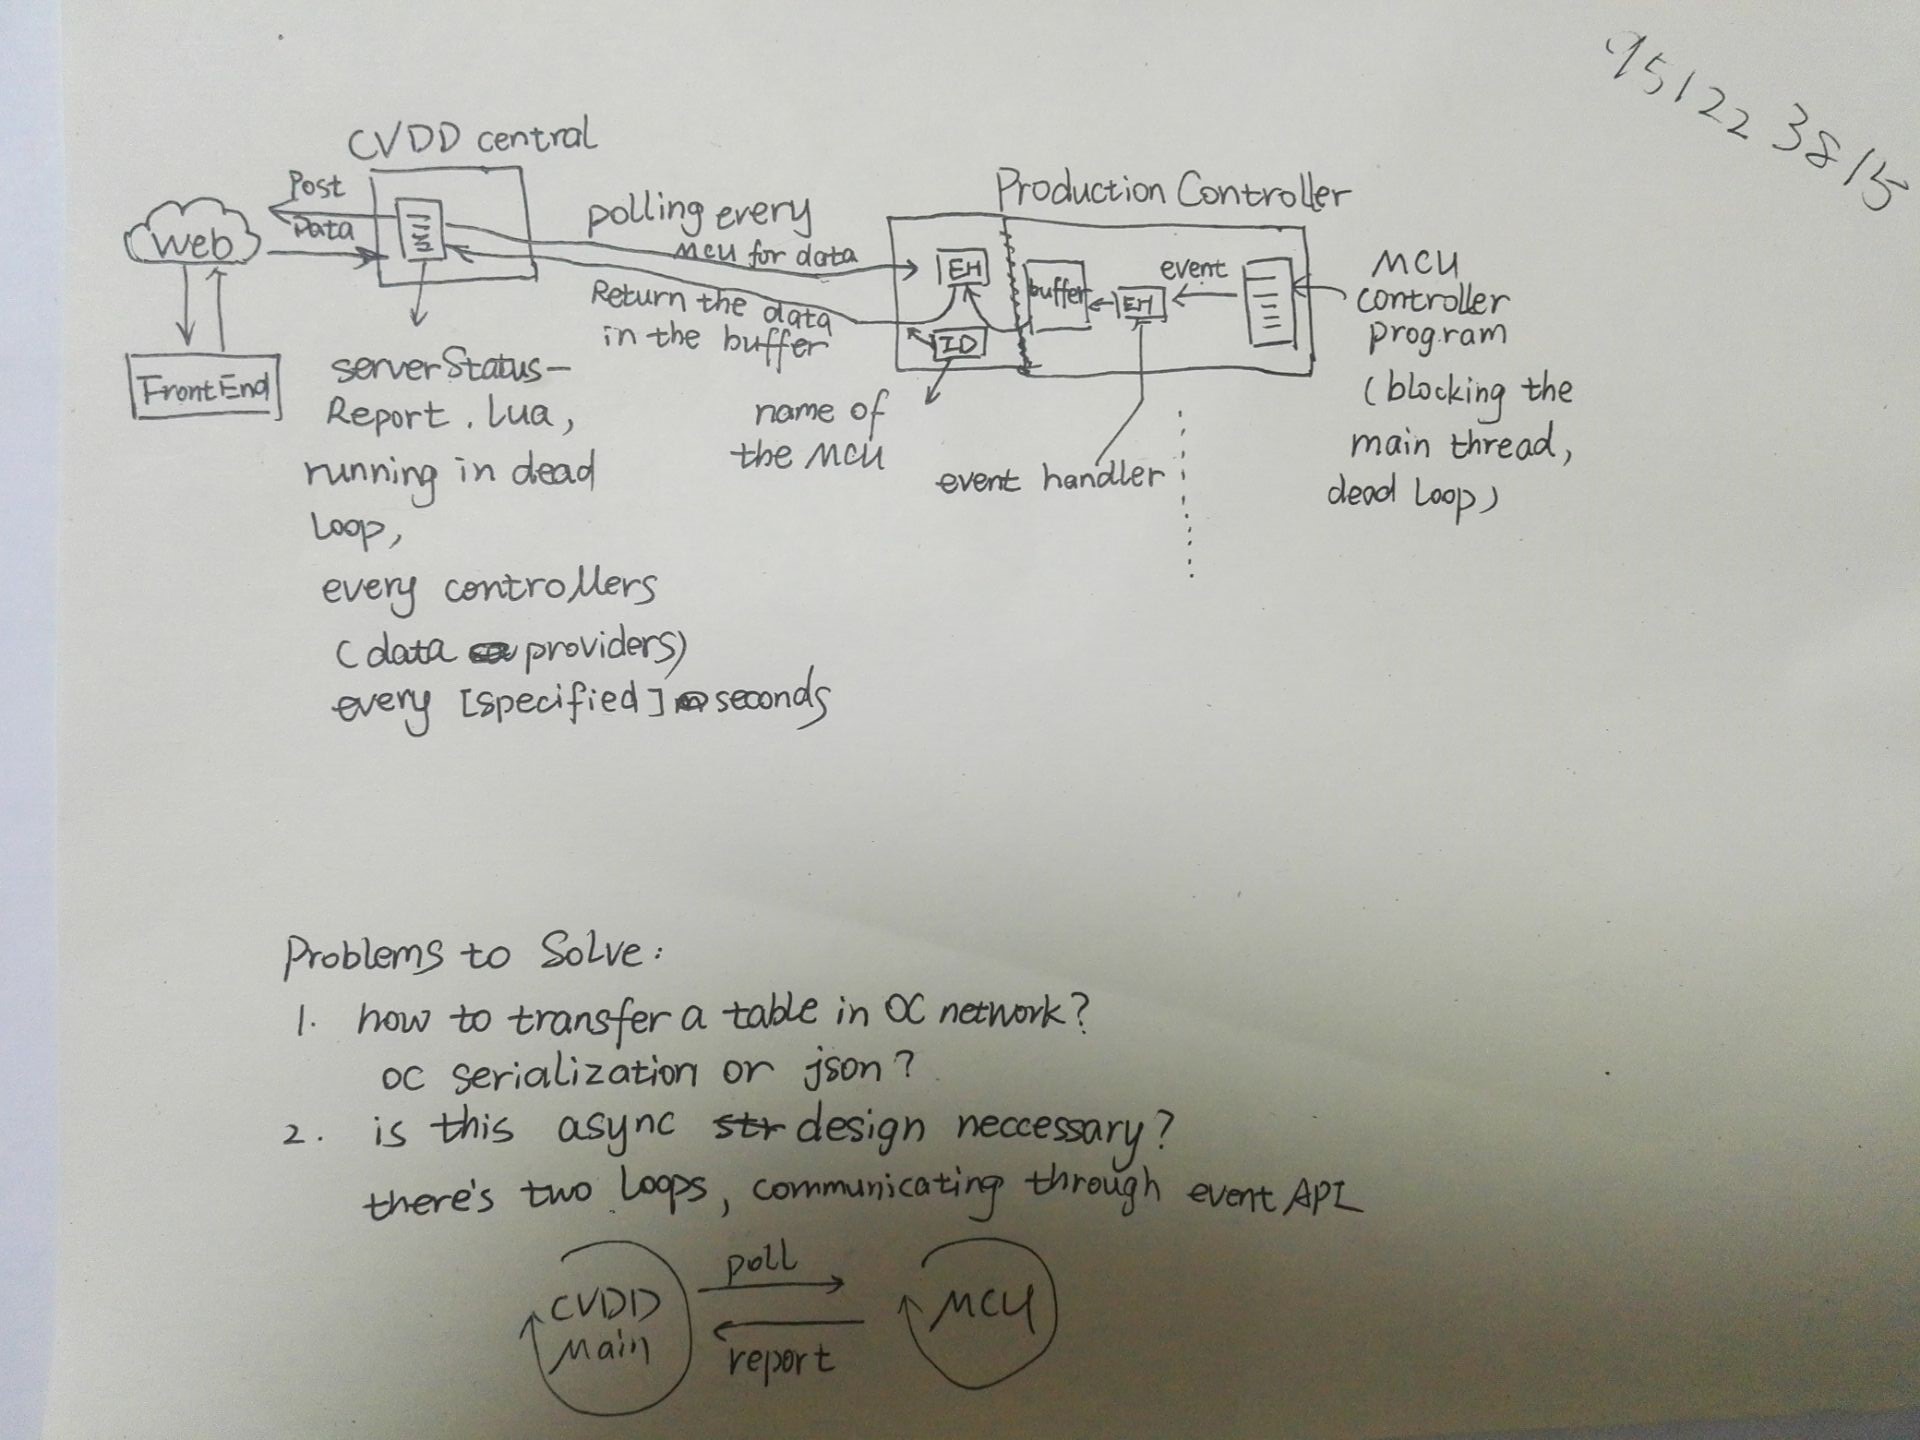 95122 3815
CVDD central
Post
Data
web
FrontEnd
polling every
MCU for data
Return the data
in the buffer
serverStatus-
Report.lua,
running in dead
loop,
every controllers
(data providers)
every [specified] seconds
Production Controller
EH
ID
buffer
EH
event
name of
the MCU
event handler
MCU
controller
program
(blocking the
main thread,
dead loop)
Problems to Solve:
1. how to transfer a table in OC network?
OC serialization or json?
2. is this async str design neccessary?
there's two loops, communicating through event API
CVDD
Main
poll
report
MCU